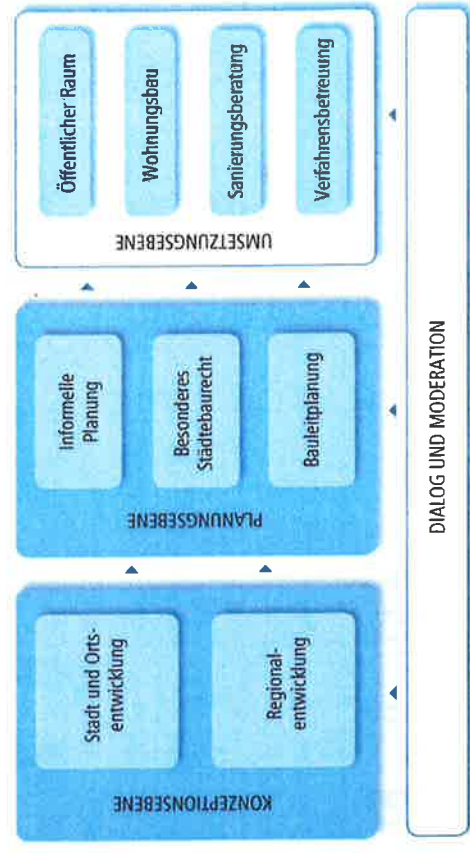 KONZEPTIONSEBENE
Stadt und Orts-
entwicklung
Regional-
entwicklung
PLANUNGSEBENE
Informelle
Planung
Besonderes
Städtebaurecht
Bauleitplanung
UMSETZUNGSEBENE
Öffentlicher Raum
Wohnungsbau
Sanierungsberatung
Verfahrensbetreuung
DIALOG UND MODERATION